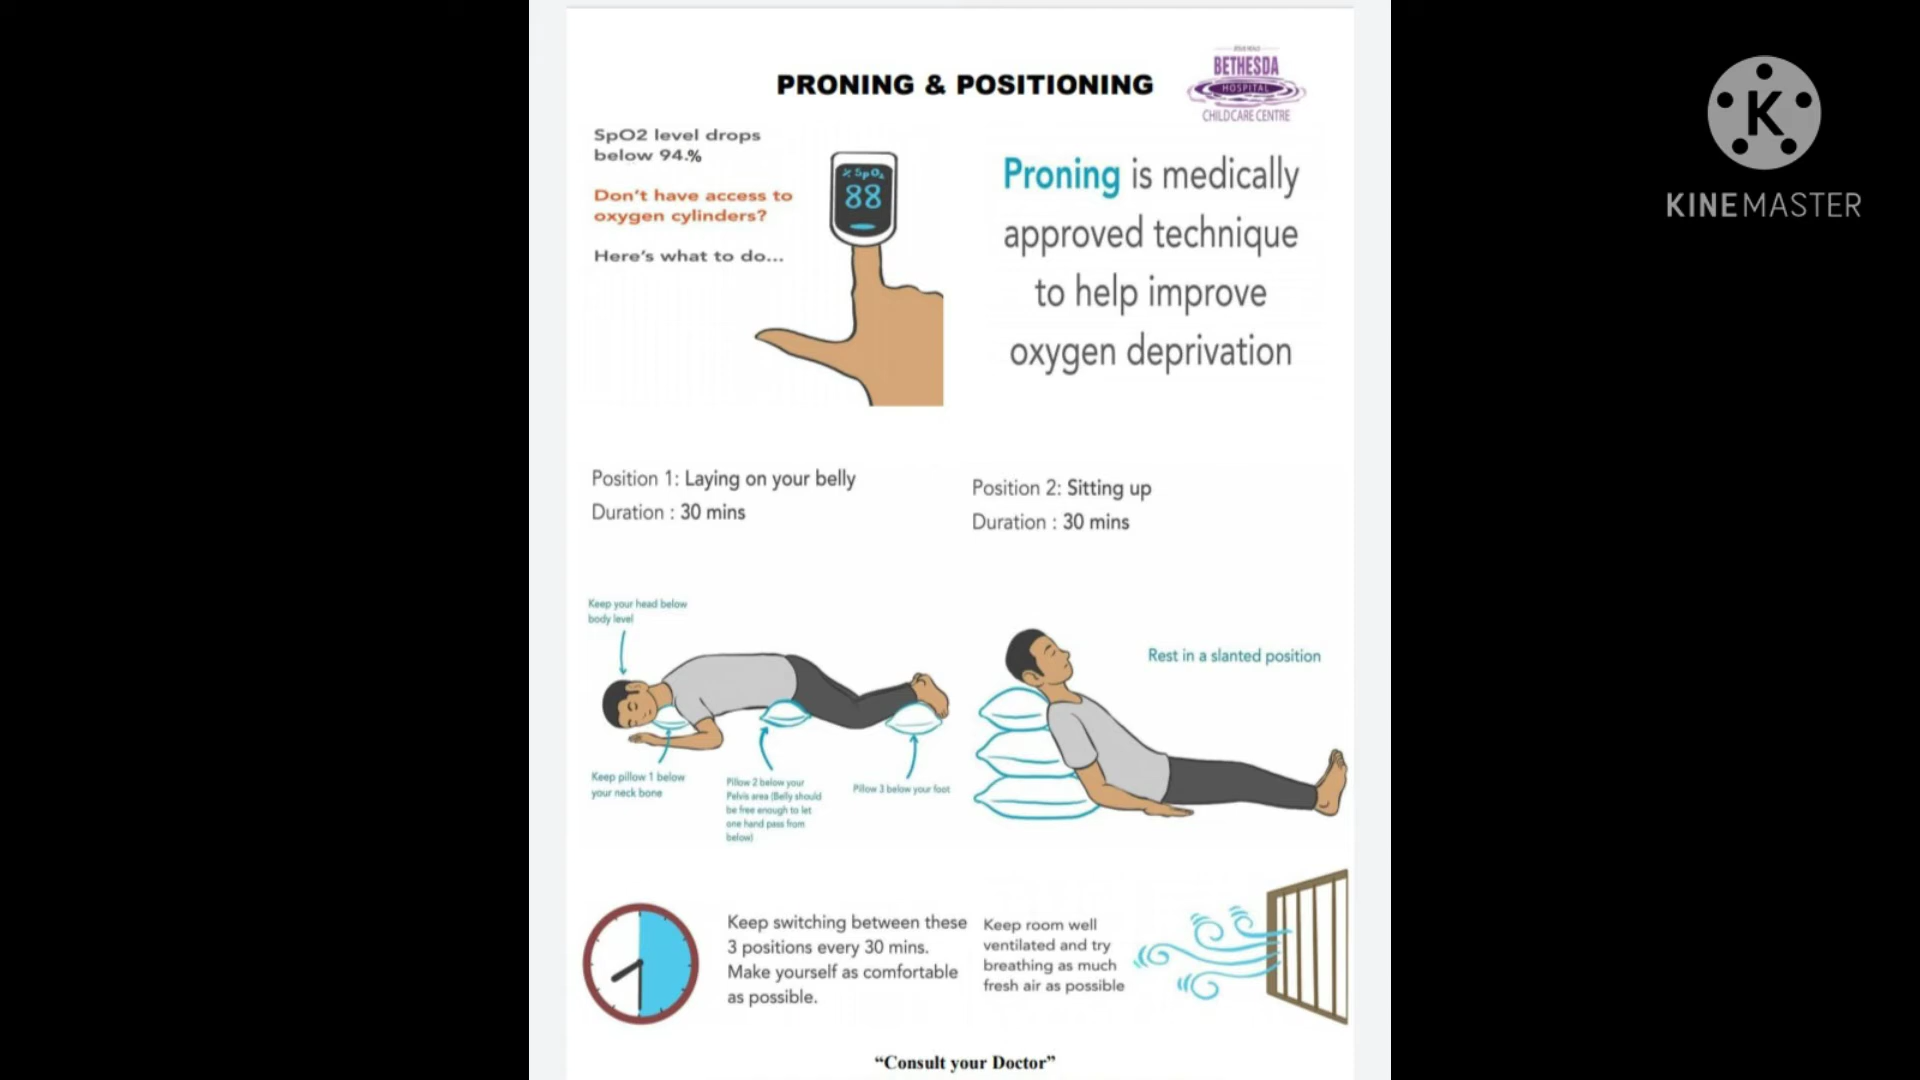 PRONING & POSITIONING
BETHESDA
HOSPITAL
CHILD CARE CENTRE
SpO2 level drops
below 94.%
Don't have access to
oxygen cylinders?
Here's what to do...
% SpO₂
88
Proning is medically
approved technique
to help improve
oxygen deprivation
K
KINEMASTER
Position 1: Laying on your belly
Duration : 30 mins
Position 2: Sitting up
Duration : 30 mins
Keep your head below
body level
Keep pillow 1 below
your neck bone
Pillow 2 below your
Pelvis area (Belly should
be free enough to let
one hand pass from
below)
Pillow 3 below your foot
Rest in a slanted position
Keep switching between these
3 positions every 30 mins.
Make yourself as comfortable
as possible.
Keep room well
ventilated and try
breathing as much
fresh air as possible
“Consult your Doctor”